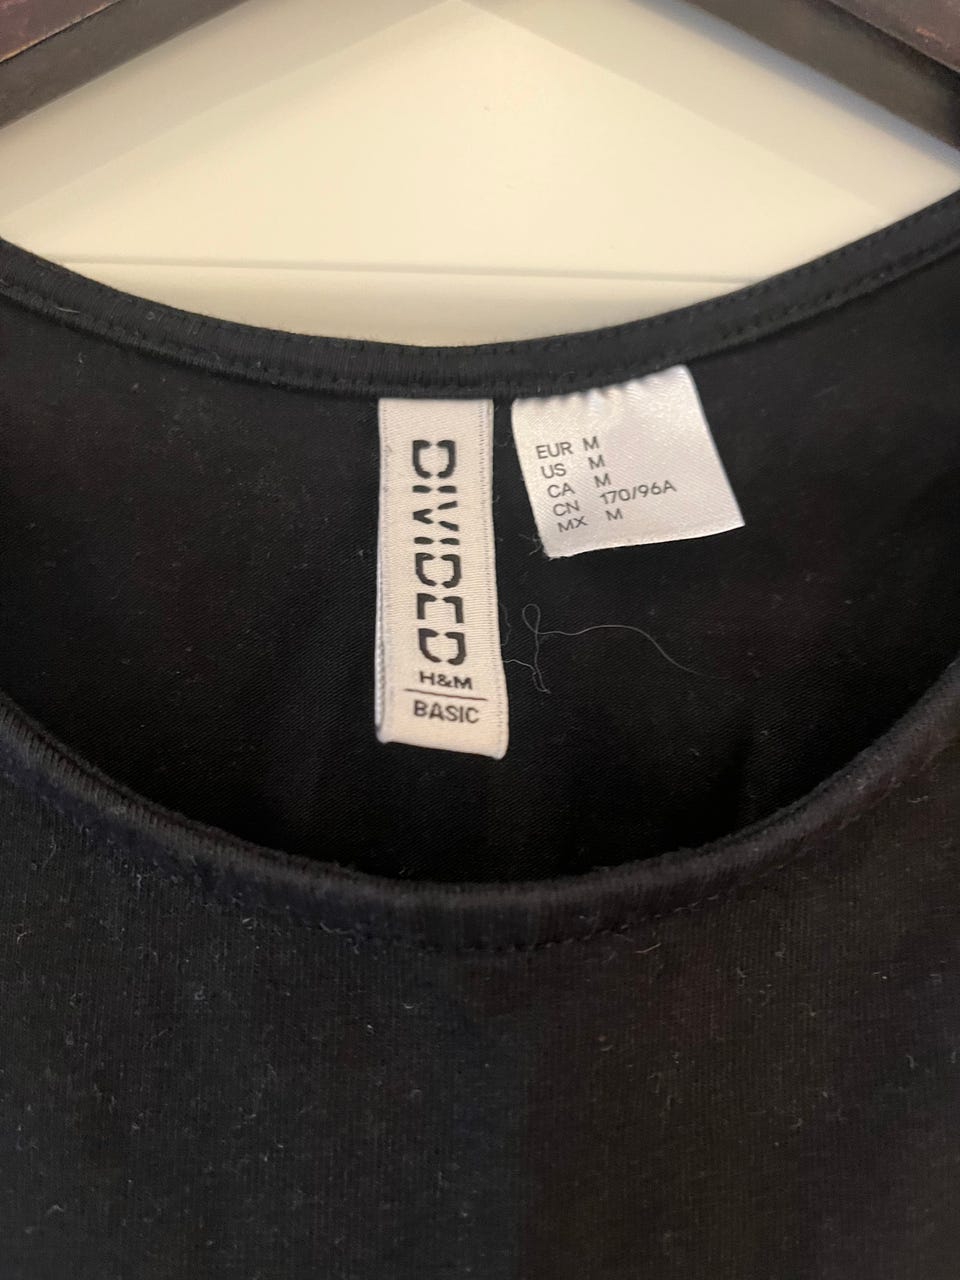 DIVIDED
H&M
BASIC
EUR M
US M
CA M
CN 170/96A
MX M